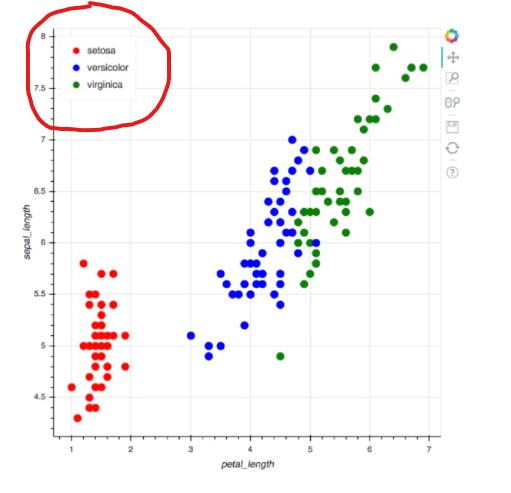 8
setosa
versicolor
virginica
7.5
7
6.5
6
5.5
5
4.5
sepal_length
1 2 3 4 5 6 7
petal_length
?